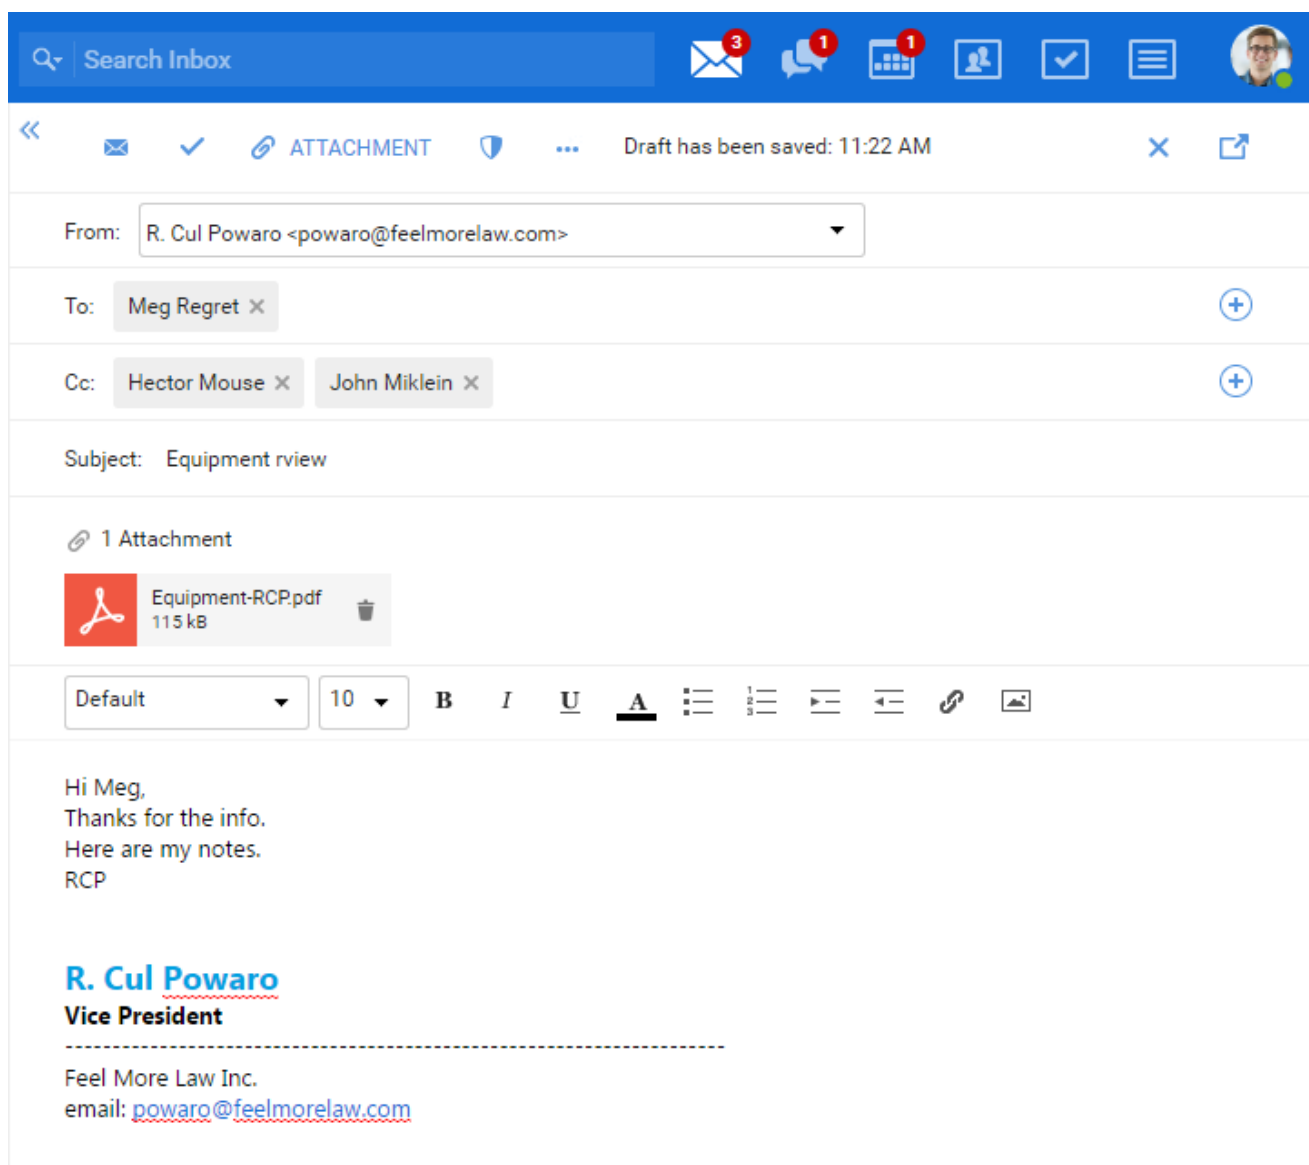 Search Inbox
3
1
1
ATTACHMENT
Draft has been saved: 11:22 AM
From: R. Cul Powaro <powaro@feelmorelaw.com>
To: Meg Regret
Cc: Hector Mouse John Miklein
Subject: Equipment rview
1 Attachment
Equipment-RCP.pdf
115 kB
Default 10 B I U A
Hi Meg,
Thanks for the info.
Here are my notes.
RCP
R. Cul Powaro
Vice President
----------------------------------------------------------------------
Feel More Law Inc.
email: powaro@feelmorelaw.com